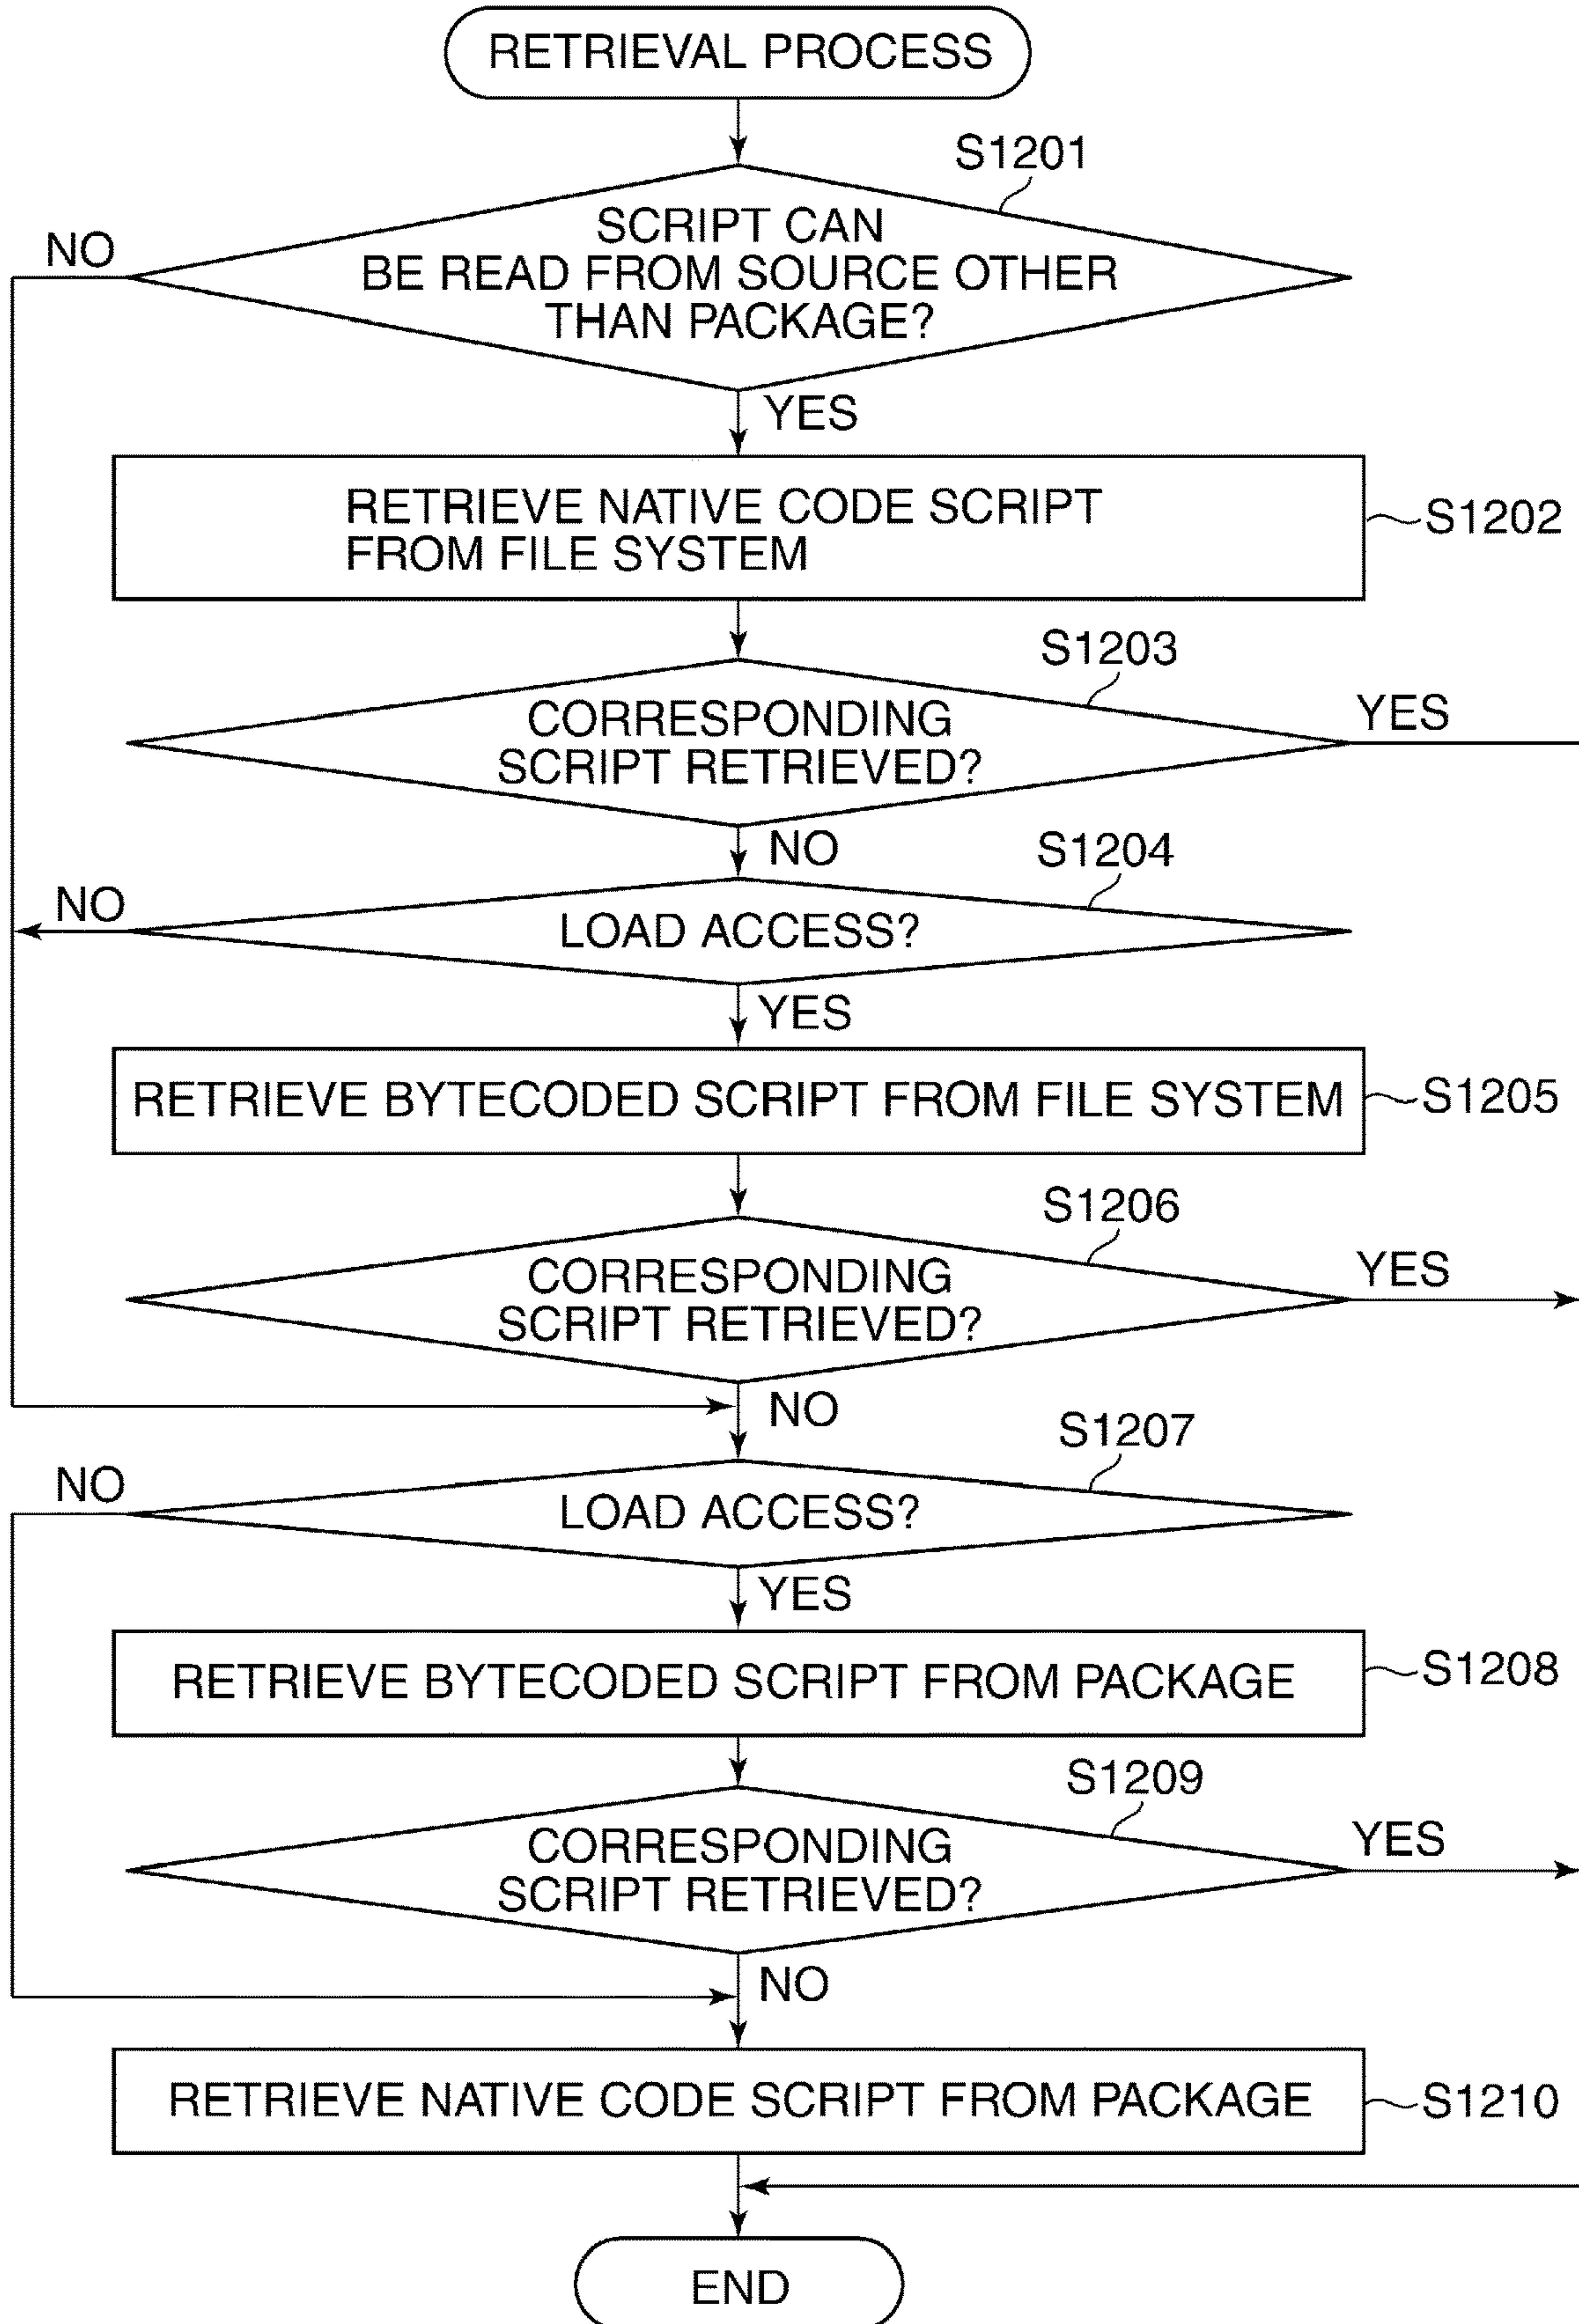 RETRIEVAL PROCESS
S1201
SCRIPT CAN
BE READ FROM SOURCE OTHER
THAN PACKAGE?
NO
YES
RETRIEVE NATIVE CODE SCRIPT
FROM FILE SYSTEM
S1202
S1203
CORRESPONDING
SCRIPT RETRIEVED?
YES
NO
S1204
NO
LOAD ACCESS?
YES
RETRIEVE BYTECODED SCRIPT FROM FILE SYSTEM
S1205
S1206
CORRESPONDING
SCRIPT RETRIEVED?
YES
NO
S1207
NO
LOAD ACCESS?
YES
RETRIEVE BYTECODED SCRIPT FROM PACKAGE
S1208
S1209
CORRESPONDING
SCRIPT RETRIEVED?
YES
NO
RETRIEVE NATIVE CODE SCRIPT FROM PACKAGE
S1210
END